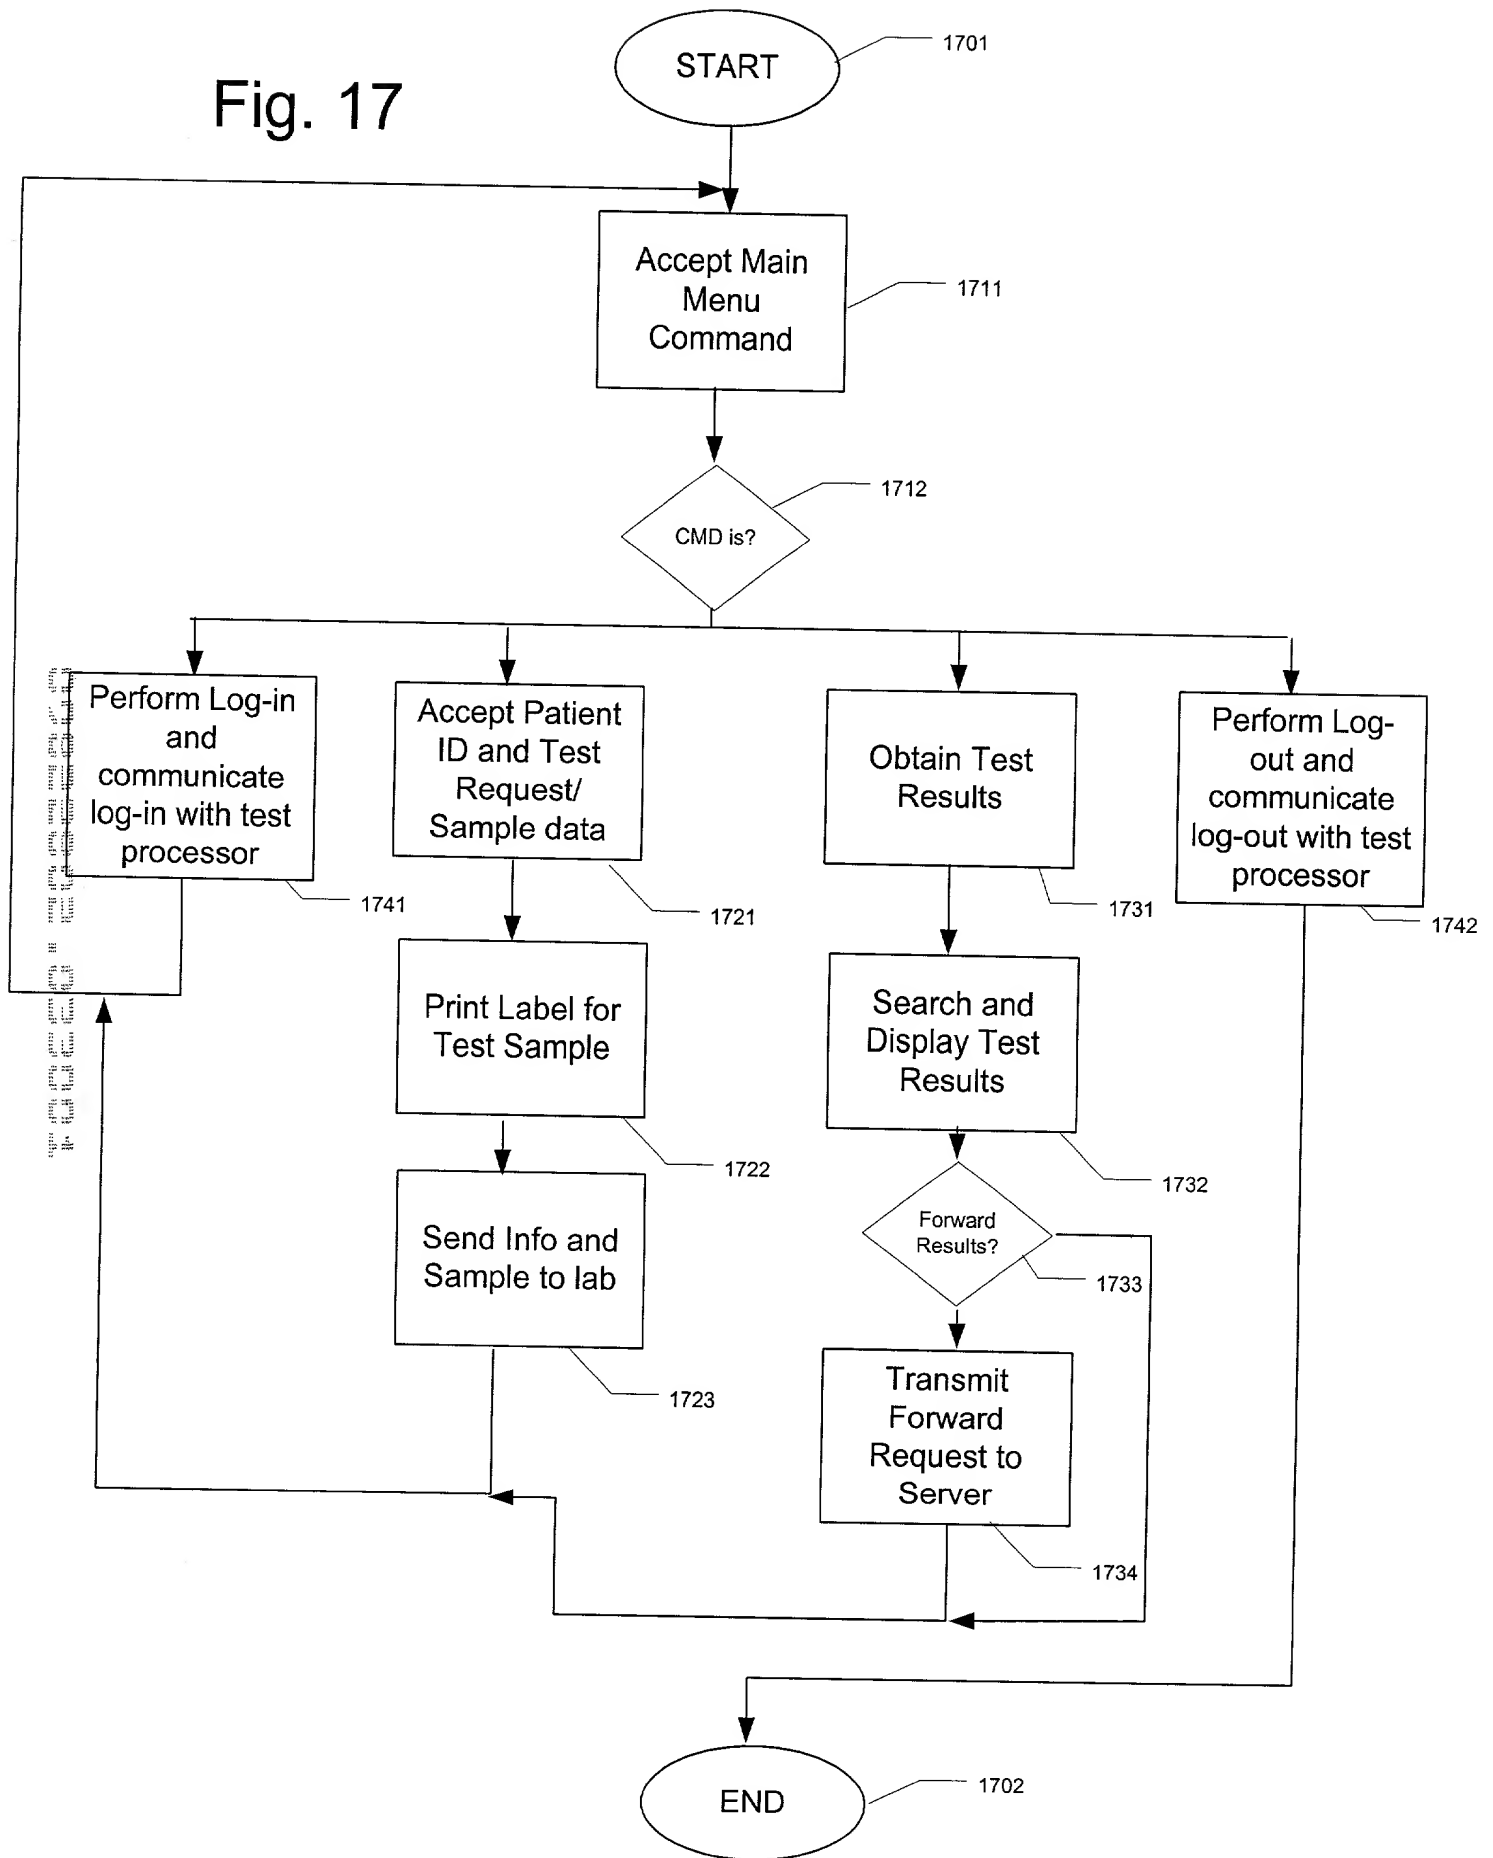 START
1701
Fig. 17
Accept Main
Menu
Command
1711
1712
CMD is?
Perform Log-in
and
communicate
log-in with test
processor
1741
Accept Patient
ID and Test
Request/
Sample data
1721
Obtain Test
Results
1731
Perform Log-
out and
communicate
log-out with test
processor
1742
Print Label for
Test Sample
1722
Search and
Display Test
Results
1732
Send Info and
Sample to lab
1723
Forward
Results?
1733
Transmit
Forward
Request to
Server
1734
END
1702